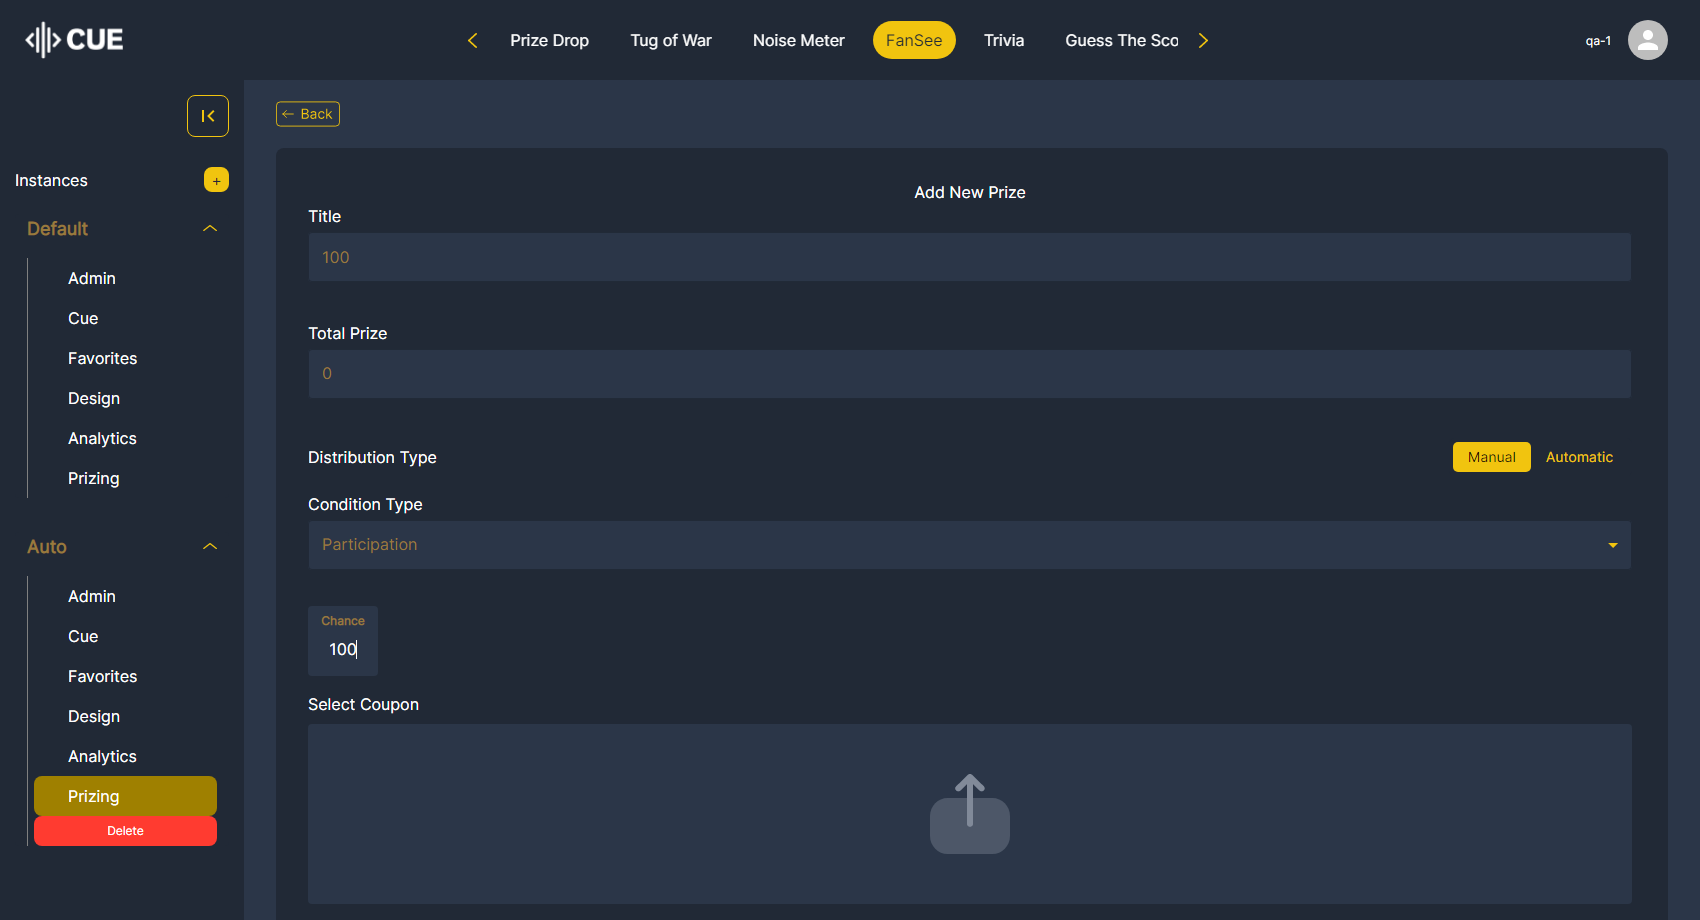 CUE
Prize Drop
Tug of War
Noise Meter
FanSee
Trivia
Guess The Sco
qa-1
Instances
+
Default
Admin
Cue
Favorites
Design
Analytics
Prizing
Auto
Admin
Cue
Favorites
Design
Analytics
Prizing
Delete
← Back
Add New Prize
Title
100
Total Prize
0
Distribution Type
Manual
Automatic
Condition Type
Participation
Chance
100
Select Coupon